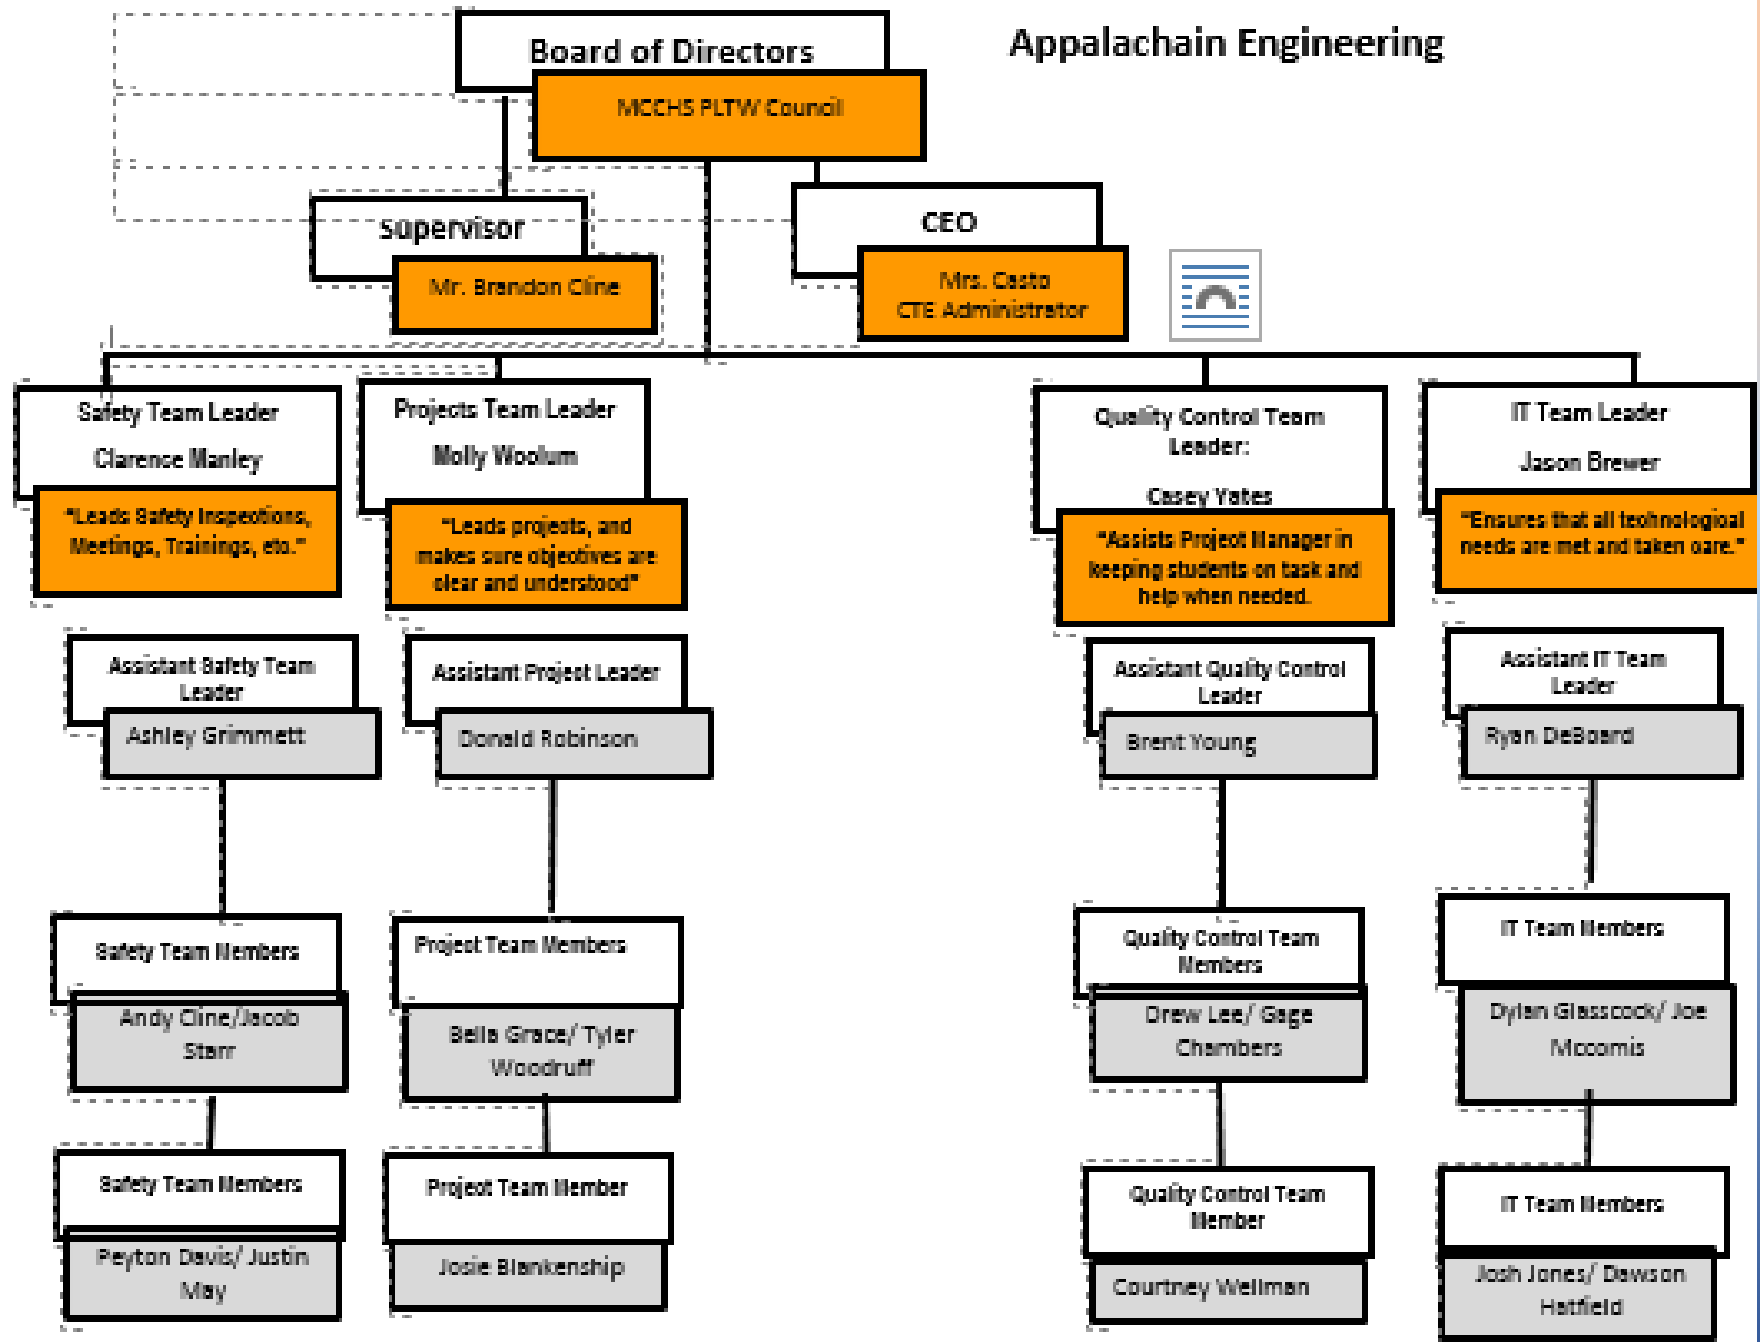 Appalachain Engineering
Board of Directors
MCCHS PLTW Council
Supervisor
Mr. Brandon Cline
CEO
Mrs. Casto
CTE Administrator
Safety Team Leader
Clarence Manley
"Leads Safety Inspections,
Meetings, Trainings, etc."
Projects Team Leader
Molly Woolum
"Leads projects, and
makes sure objectives are
clear and understood"
Quality Control Team
Leader:
Casey Yates
"Assists Project Manager in
keeping students on task and
help when needed.
IT Team Leader
Jason Brewer
"Ensures that all technological
needs are met and taken care."
Assistant Safety Team
Leader
Ashley Grimmett
Assistant Project Leader
Donald Robinson
Assistant Quality Control
Leader
Brent Young
Assistant IT Team
Leader
Ryan DeBoard
Safety Team Members
Andy Cline/Jacob
Starr
Project Team Members
Bella Grace/ Tyler
Woodruff
Quality Control Team
Members
Drew Lee/ Gage
Chambers
IT Team Members
Dylan Glasscock/ Joe
Mccomis
Safety Team Members
Peyton Davis/ Justin
May
Project Team Member
Josie Blankenship
Quality Control Team
Member
Courtney Wellman
IT Team Members
Josh Jones/ Dawson
Hatfield